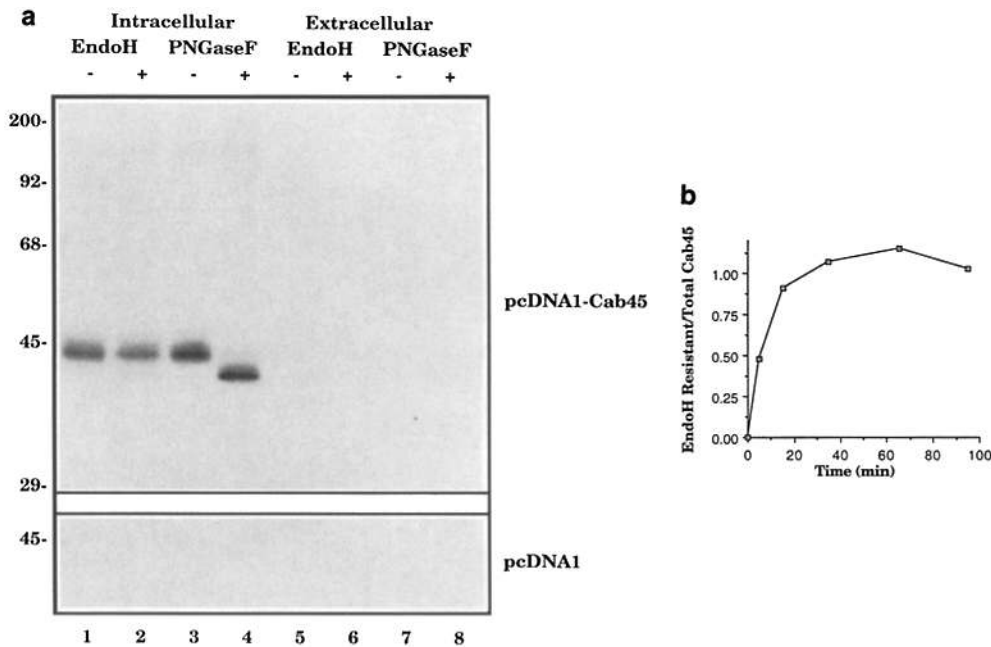 a
Intracellular Extracellular
EndoH PNGaseF EndoH PNGaseF
- + - + - + - +
200-
92-
68-
45-
29-
pcDNA1-Cab45
45-
pcDNA1
1 2 3 4 5 6 7 8
b
EndoH Resistant/Total Cab45
1.00
0.75
0.50
0.25
0.00
0 20 40 60 80 100
Time (min)